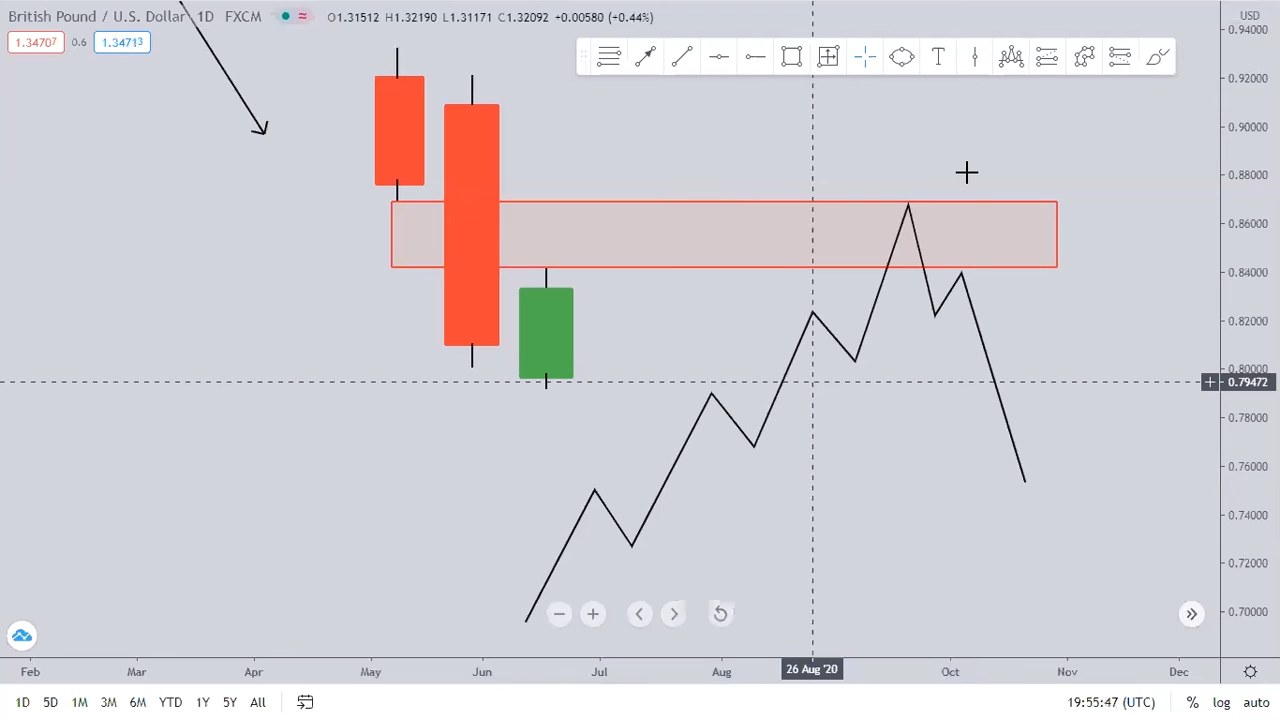 British Pound / U.S. Dollar 1D FXCM O1.31512 H1.32190 L1.31171 C1.32092 +0.00580 (+0.44%)
1.34707 0.6 1.34713
USD
0.94000
0.92000
0.90000
0.88000
0.86000
0.84000
0.82000
0.80000
0.79472
0.78000
0.76000
0.74000
0.72000
0.70000
Feb Mar Apr May Jun Jul Aug 26 Aug '20 Oct Nov Dec
1D 5D 1M 3M 6M YTD 1Y 5Y All 19:55:47 (UTC) % log auto